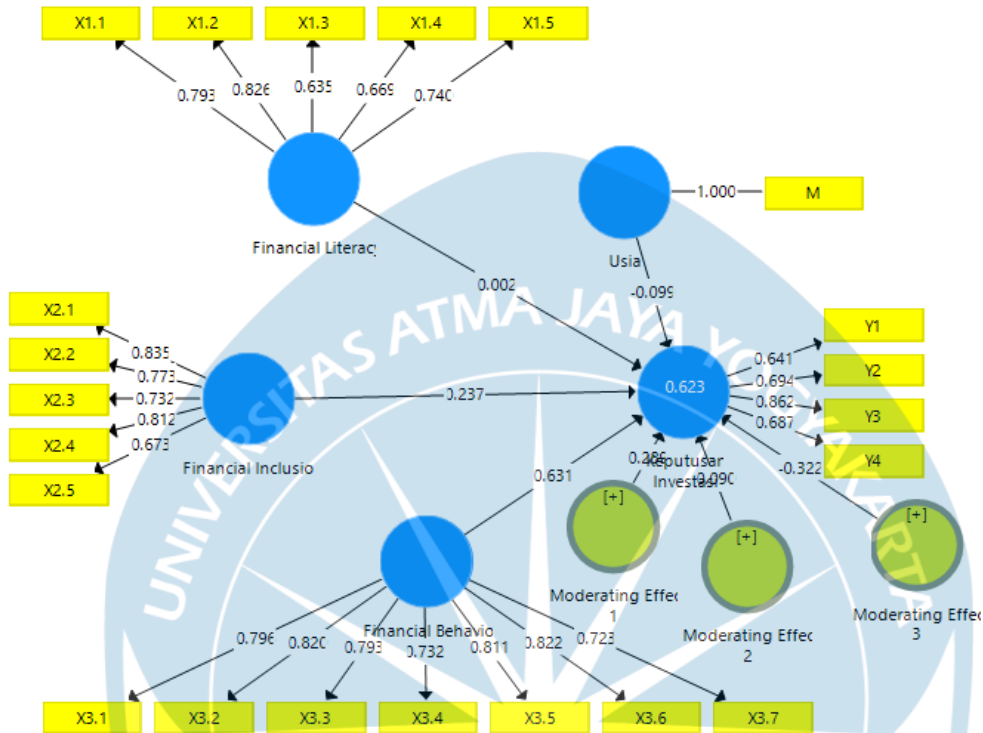 X1.1
X1.2
X1.3
X1.4
X1.5
0.793
0.826
0.635
0.669
0.740
Financial Literac
Usia
1.000
M
0.002
-0.099
UNIVERSITAS ATMA JAYA YOGYAKARTA
X2.1
X2.2
X2.3
X2.4
X2.5
0.835
0.773
0.732
0.812
0.673
Financial Inclusio
0.237
0.623
Keputusar
Investasi
0.641
0.694
0.862
0.687
Y1
Y2
Y3
Y4
0.631
-0.322
[+]
Moderating Effec
1
[+]
Moderating Effec
2
[+]
Moderating Effec
3
Financial Behavio
0.796
0.820
0.793
0.732
0.811
0.822
0.723
X3.1
X3.2
X3.3
X3.4
X3.5
X3.6
X3.7